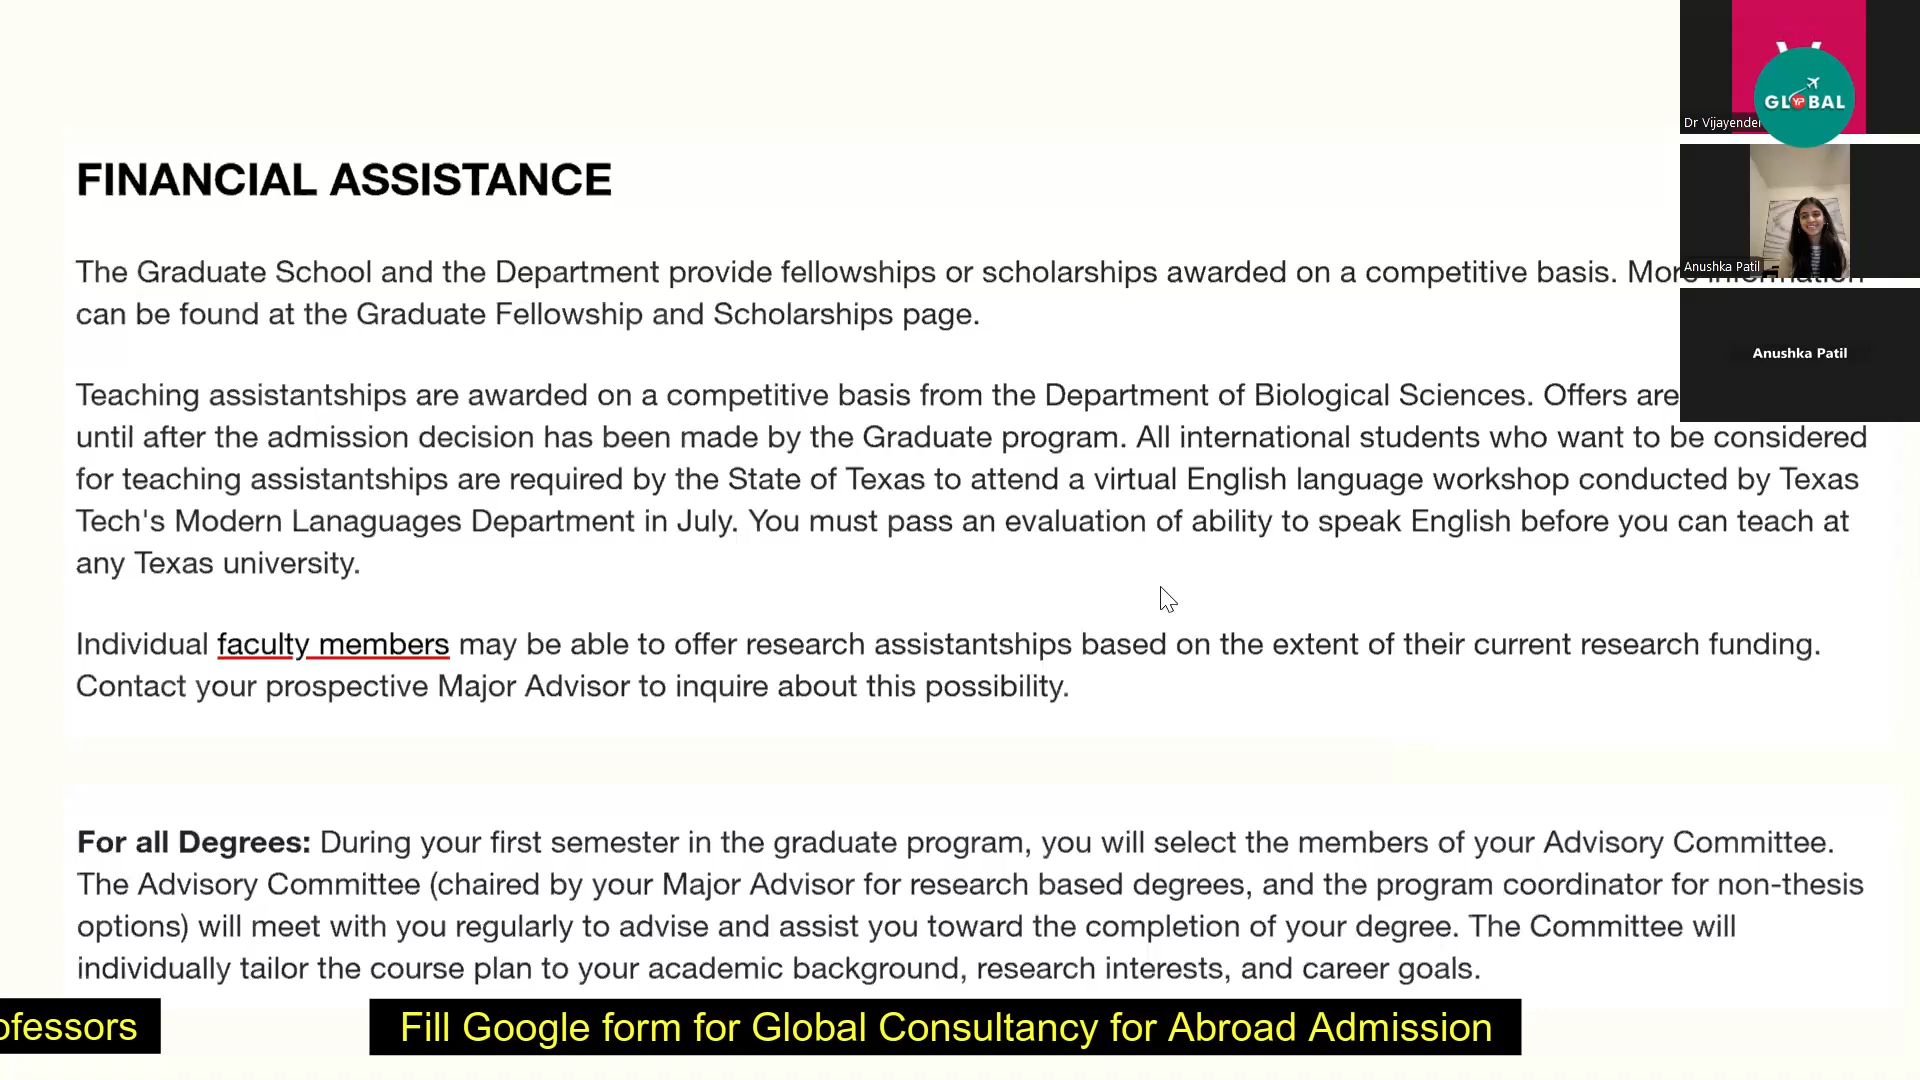 GL BAL
YP
Dr Vijayender
FINANCIAL ASSISTANCE
Anushka Patil
The Graduate School and the Department provide fellowships or scholarships awarded on a competitive basis. More information
can be found at the Graduate Fellowship and Scholarships page.
Anushka Patil
Teaching assistantships are awarded on a competitive basis from the Department of Biological Sciences. Offers are
until after the admission decision has been made by the Graduate program. All international students who want to be considered
for teaching assistantships are required by the State of Texas to attend a virtual English language workshop conducted by Texas
Tech's Modern Lanaguages Department in July. You must pass an evaluation of ability to speak English before you can teach at
any Texas university.
Individual faculty members may be able to offer research assistantships based on the extent of their current research funding.
Contact your prospective Major Advisor to inquire about this possibility.
For all Degrees: During your first semester in the graduate program, you will select the members of your Advisory Committee.
The Advisory Committee (chaired by your Major Advisor for research based degrees, and the program coordinator for non-thesis
options) will meet with you regularly to advise and assist you toward the completion of your degree. The Committee will
individually tailor the course plan to your academic background, research interests, and career goals.
ofessors
Fill Google form for Global Consultancy for Abroad Admission